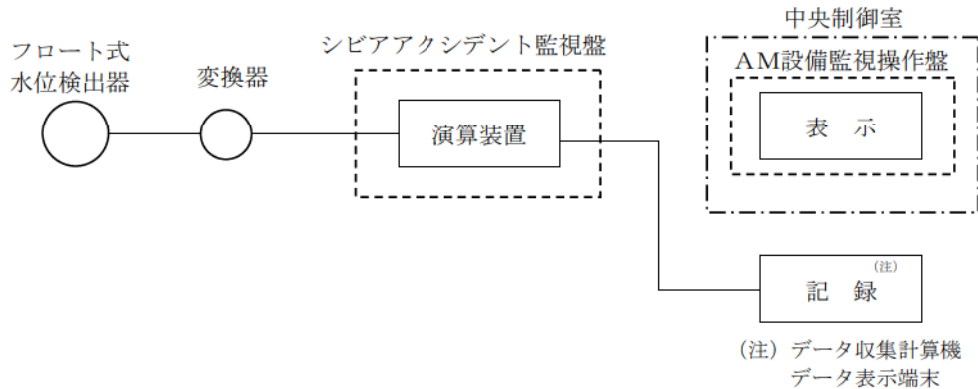 フロート式
水位検出器
変換器
シビアアクシデント監視盤
演算装置
中央制御室
ＡＭ設備監視操作盤
表　示
記　録
(注)
(注) データ収集計算機
データ表示端末